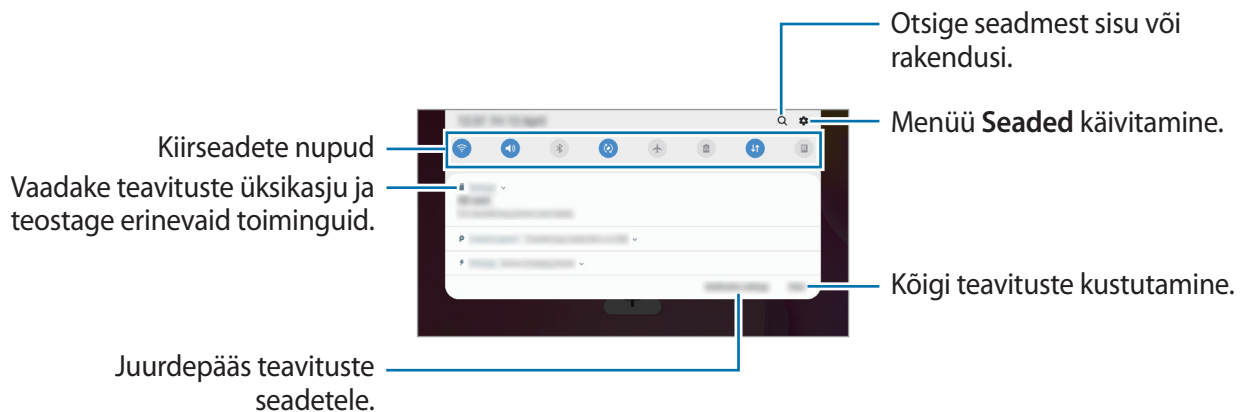 Otsige seadmest sisu või
rakendusi.
Menüü Seaded käivitamine.
Kiirseadete nupud
Vaadake teavituste üksikasju ja
teostage erinevaid toiminguid.
Kõigi teavituste kustutamine.
Juurdepääs teavituste
seadetele.